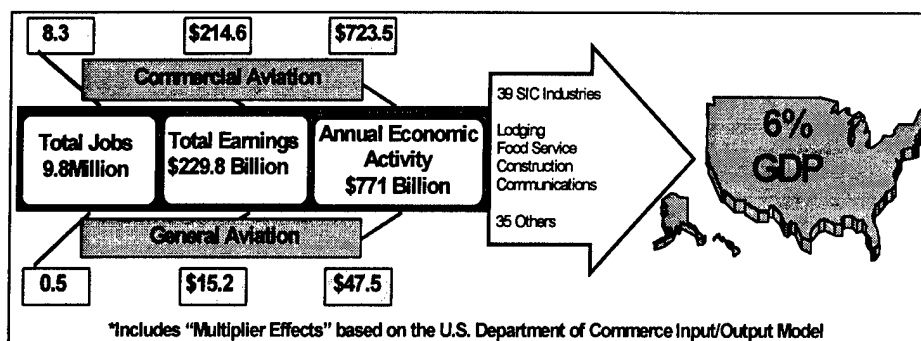 8.3 $214.6 $723.5
Commercial Aviation
Total Jobs
9.8Million
Total Earnings
$229.8 Billion
Annual Economic
Activity
$771 Billion
General Aviation
0.5 $15.2 $47.5
39 SIC Industries
Lodging
Food Service
Construction
Communications
35 Others
6%
GDP
*Includes "Multiplier Effects" based on the U.S. Department of Commerce Input/Output Model